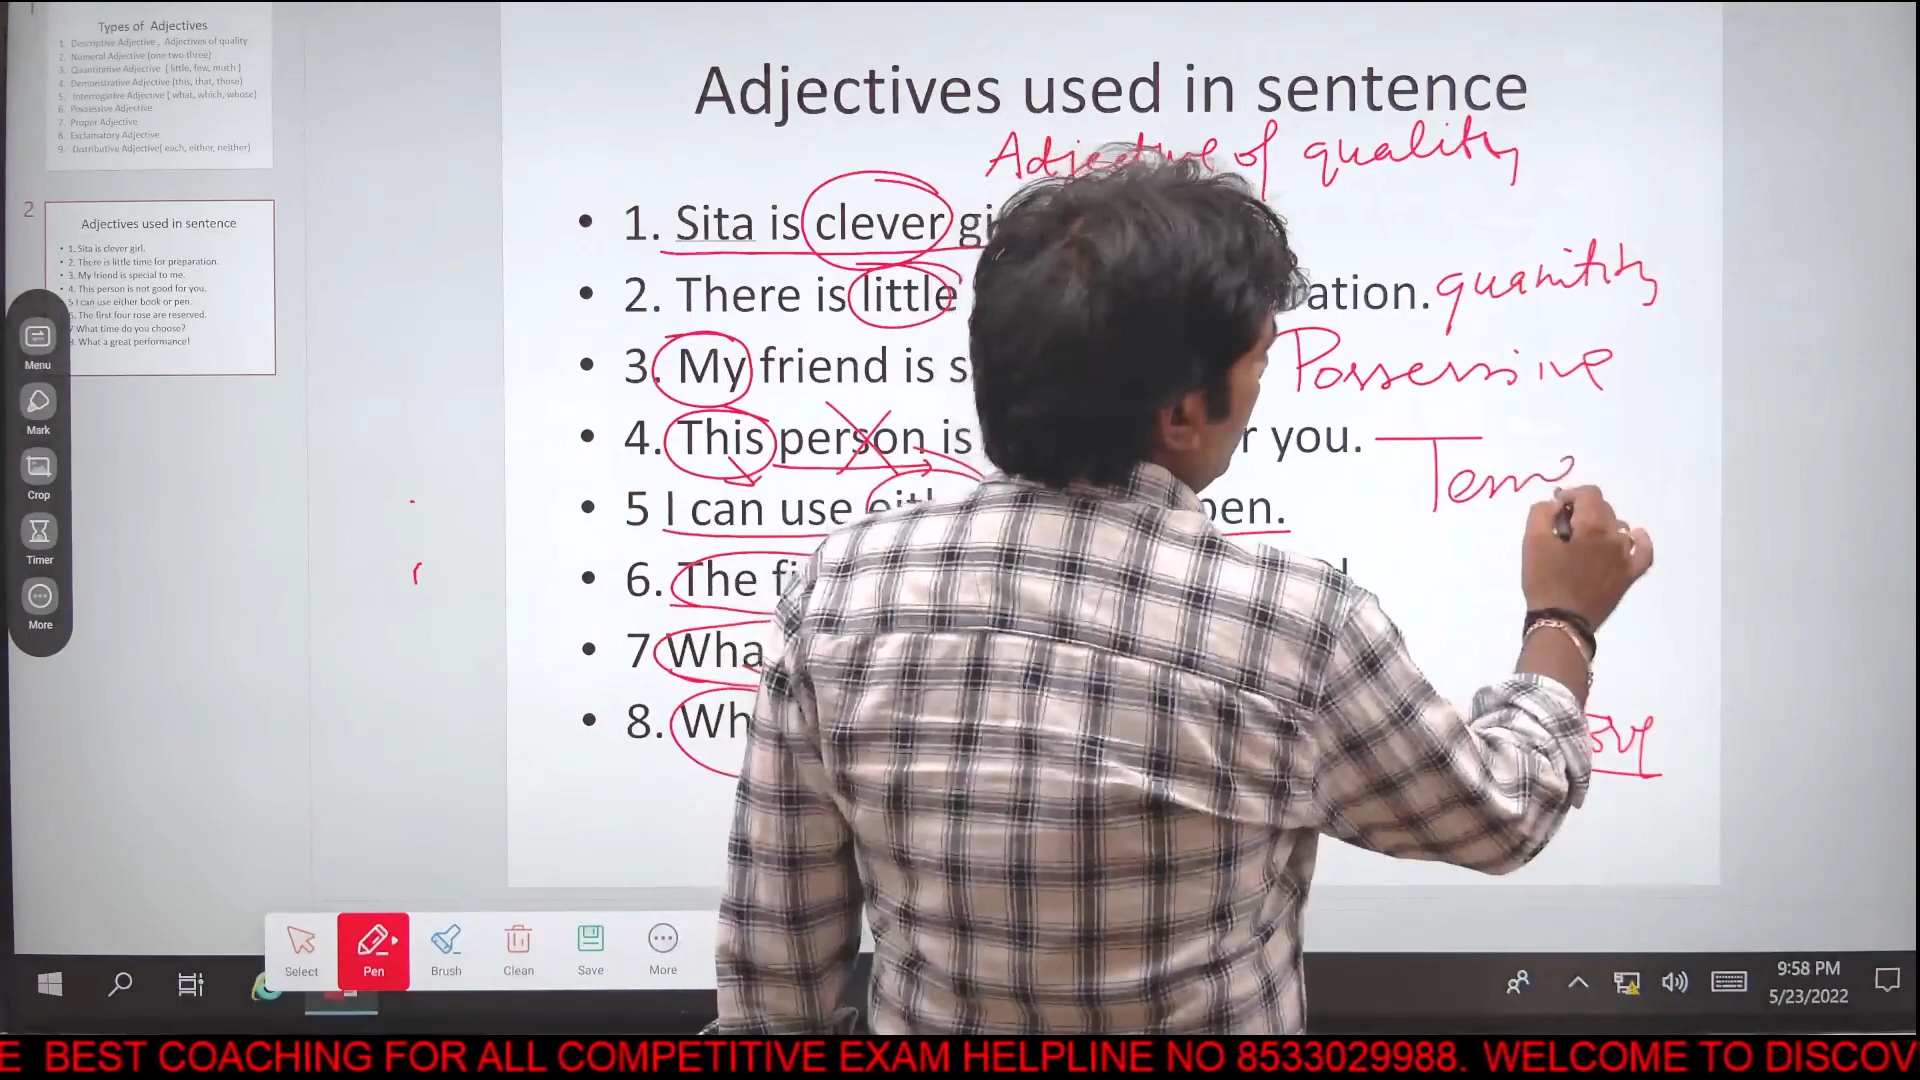 Types of Adjectives
1. Descriptive Adjective , Adjectives of quality
2. Numeral Adjective (one two three)
3. Quantitative Adjective ( little, few, much )
4. Demonstrative Adjective (this, that, those)
5. Interrogative Adjective ( what, which, whose)
6. Possessive Adjective
7. Proper Adjective
8. Exclamatory Adjective
9. Distributive Adjective( each, either, neither)
2
Adjectives used in sentence
• 1. Sita is clever girl.
• 2. There is little time for preparation.
• 3. My friend is special to me.
• 4. This person is not good for you.
5 I can use either book or pen.
6. The first four rose are reserved.
7 What time do you choose?
8. What a great performance!
Menu
Mark
Crop
Timer
More
Adjectives used in sentence
Adjective of quality
• 1. Sita is clever gi
• 2. There is little ration. quanitity
• 3. My friend is s Possessive
• 4. This person is r you.
Tem
• 5 I can use eith pen.
• 6. The fi
• 7 Wha
• 8. Wh
Select
Pen
Brush
Clean
Save
More
9:58 PM
5/23/2022
E BEST COACHING FOR ALL COMPETITIVE EXAM HELPLINE NO 8533029988. WELCOME TO DISCOV